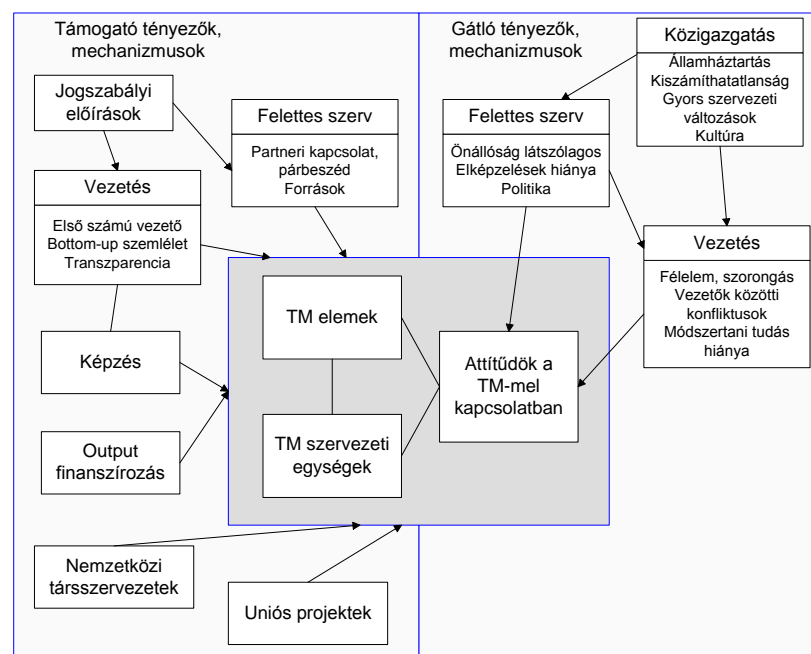 Támogató tényezők,
mechanizmusok
Jogszabályi
előírások
Felettes szerv
Partneri kapcsolat,
párbeszéd
Források
Vezetés
Első számú vezető
Bottom-up szemlélet
Transzparencia
Képzés
Output
finanszírozás
Nemzetközi
társszervezetek
Uniós projektek
TM elemek
TM szervezeti
egységek
Attitűdök a
TM-mel
kapcsolatban
Gátló tényezők,
mechanizmusok
Közigazgatás
Államháztartás
Kiszámíthatatlanság
Gyors szervezeti
változások
Kultúra
Felettes szerv
Önállóság látszólagos
Elképzelések hiánya
Politika
Vezetés
Félelem, szorongás
Vezetők közötti
konfliktusok
Módszertani tudás
hiánya